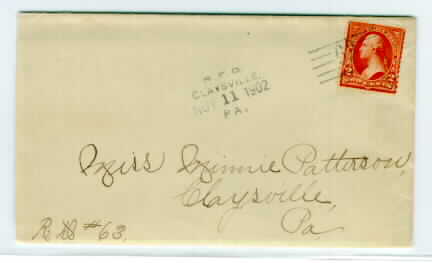 R. F. D.
CLAYSVILLE,
NOV 11 1902
PA.
Miss Minnie Patterson,
Claysville,
Pa.
R D #63.